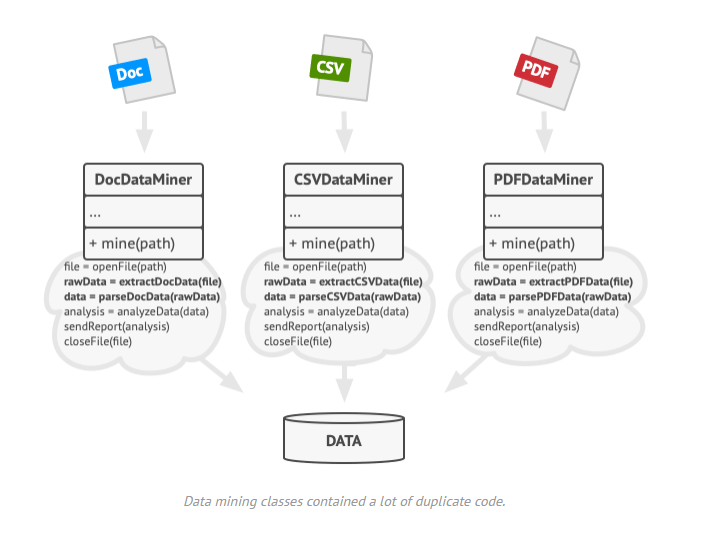 Doc
CSV
PDF
DocDataMiner
...
+ mine(path)
file = openFile(path)
rawData = extractDocData(file)
data = parseDocData(rawData)
analysis = analyzeData(data)
sendReport(analysis)
closeFile(file)
CSVDataMiner
...
+ mine(path)
file = openFile(path)
rawData = extractCSVData(file)
data = parseCSVData(rawData)
analysis = analyzeData(data)
sendReport(analysis)
closeFile(file)
PDFDataMiner
...
+ mine(path)
file = openFile(path)
rawData = extractPDFData(file)
data = parsePDFData(rawData)
analysis = analyzeData(data)
sendReport(analysis)
closeFile(file)
DATA
Data mining classes contained a lot of duplicate code.